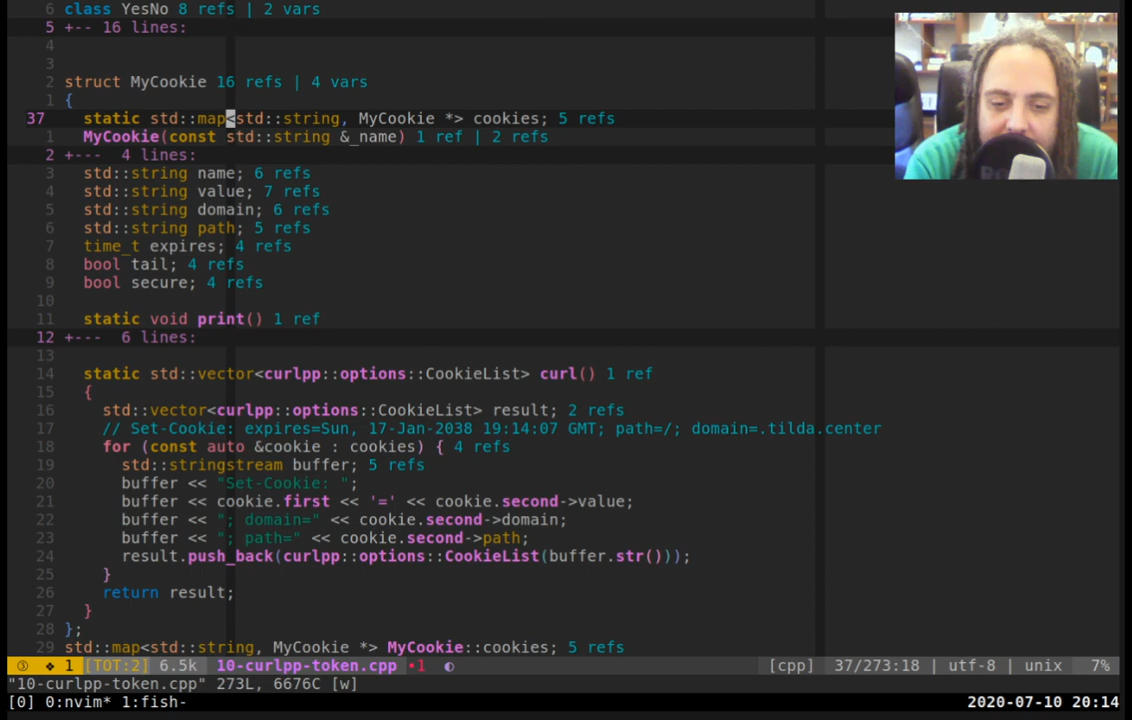 6 class YesNo 8 refs | 2 vars
5 +-- 16 lines:
4
3
2 struct MyCookie 16 refs | 4 vars
1 {
37 static std::map<std::string, MyCookie *> cookies; 5 refs
1 MyCookie(const std::string &_name) 1 ref | 2 refs
2 +--- 4 lines:
3 std::string name; 6 refs
4 std::string value; 7 refs
5 std::string domain; 6 refs
6 std::string path; 5 refs
7 time_t expires; 4 refs
8 bool tail; 4 refs
9 bool secure; 4 refs
10
11 static void print() 1 ref
12 +--- 6 lines:
13
14 static std::vector<curlpp::options::CookieList> curl() 1 ref
15 {
16 std::vector<curlpp::options::CookieList> result; 2 refs
17 // Set-Cookie: expires=Sun, 17-Jan-2038 19:14:07 GMT; path=/; domain=.tilda.center
18 for (const auto &cookie : cookies) { 4 refs
19 std::stringstream buffer; 5 refs
20 buffer << "Set-Cookie: ";
21 buffer << cookie.first << '=' << cookie.second->value;
22 buffer << "; domain=" << cookie.second->domain;
23 buffer << "; path=" << cookie.second->path;
24 result.push_back(curlpp::options::CookieList(buffer.str()));
25 }
26 return result;
27 }
28 };
29 std::map<std::string, MyCookie *> MyCookie::cookies; 5 refs
③ ❖ 1 [TOT:2] 6.5k 10-curlpp-token.cpp •1 ◐ [cpp] 37/273:18 | utf-8 | unix 7%
"10-curlpp-token.cpp" 273L, 6676C [w]
[0] 0:nvim* 1:fish- 2020-07-10 20:14